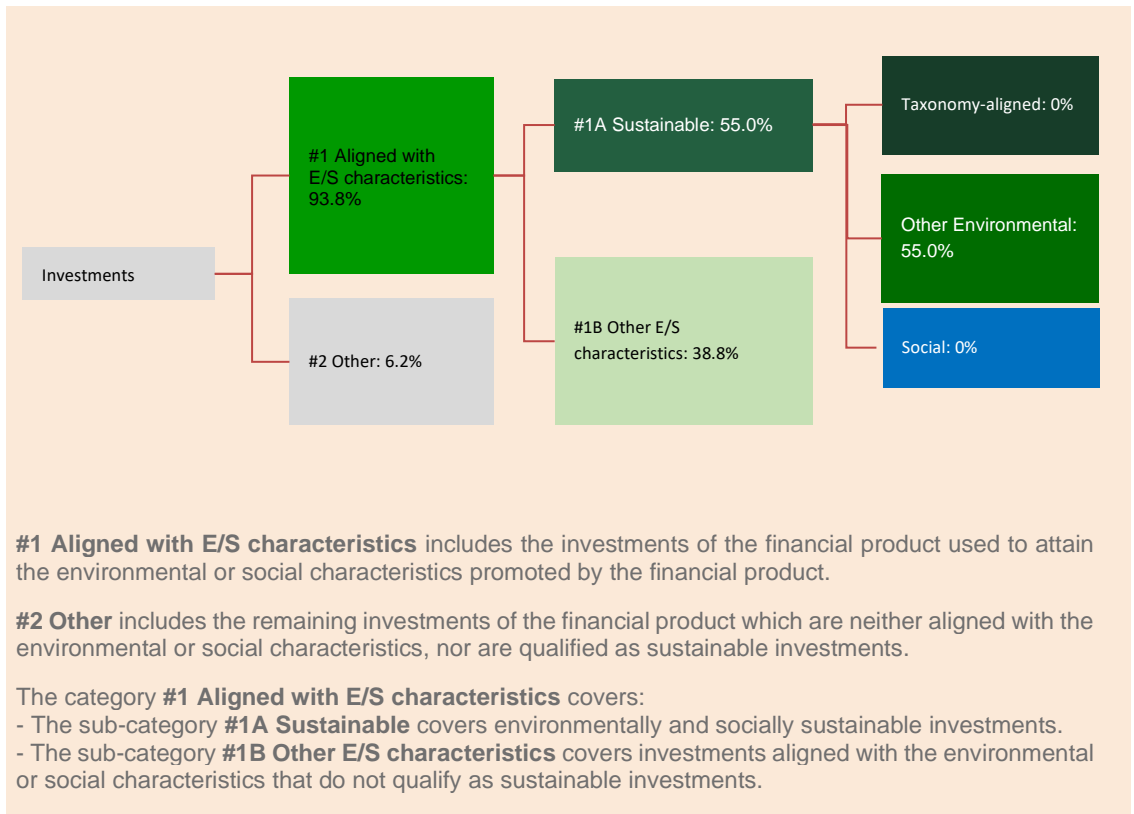 Investments
#1 Aligned with
E/S characteristics:
93.8%
#2 Other: 6.2%
#1A Sustainable: 55.0%
#1B Other E/S
characteristics: 38.8%
Taxonomy-aligned: 0%
Other Environmental:
55.0%
Social: 0%
#1 Aligned with E/S characteristics includes the investments of the financial product used to attain
the environmental or social characteristics promoted by the financial product.
#2 Other includes the remaining investments of the financial product which are neither aligned with the
environmental or social characteristics, nor are qualified as sustainable investments.
The category #1 Aligned with E/S characteristics covers:
- The sub-category #1A Sustainable covers environmentally and socially sustainable investments.
- The sub-category #1B Other E/S characteristics covers investments aligned with the environmental
or social characteristics that do not qualify as sustainable investments.